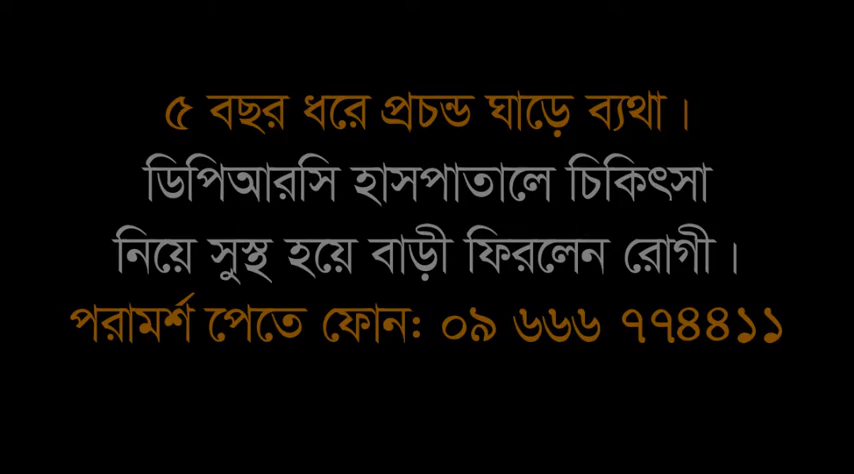 ৫ বছর ধরে প্রচন্ড ঘাড়ে ব্যথা।
ডিপিআরসি হাসপাতালে চিকিৎসা
নিয়ে সুস্থ হয়ে বাড়ী ফিরলেন রোগী।
পরামর্শ পেতে ফোন: ০৯ ৬৬৬ ৭৭৪৪১১